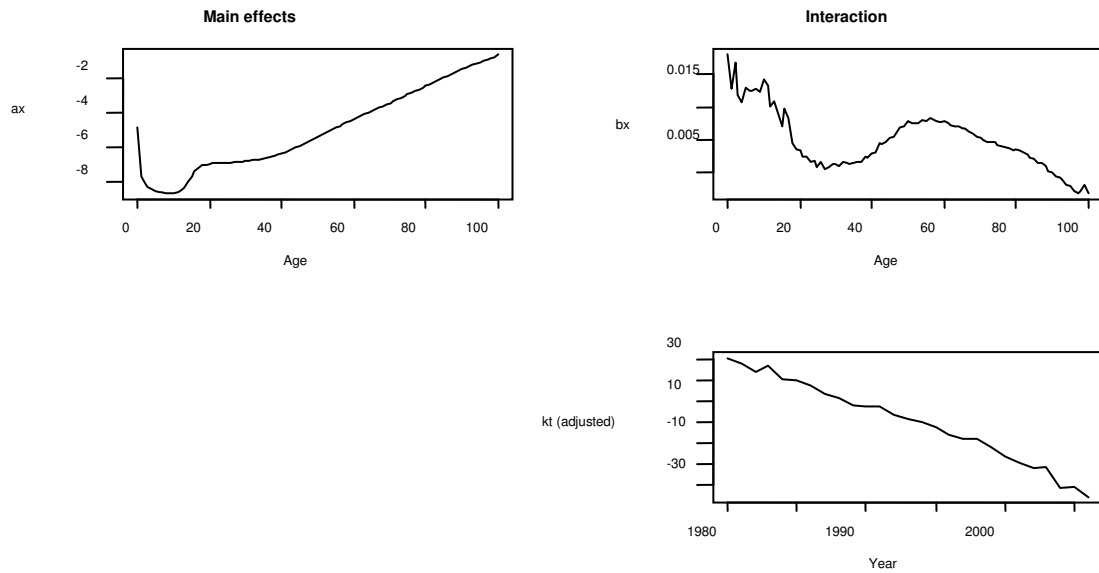 Main effects
-2
-4
-6
-8
ax
0 20 40 60 80 100
Age
Interaction
0.015
0.005
bx
0 20 40 60 80 100
Age
30
10
-10
-30
kt (adjusted)
1980 1990 2000
Year